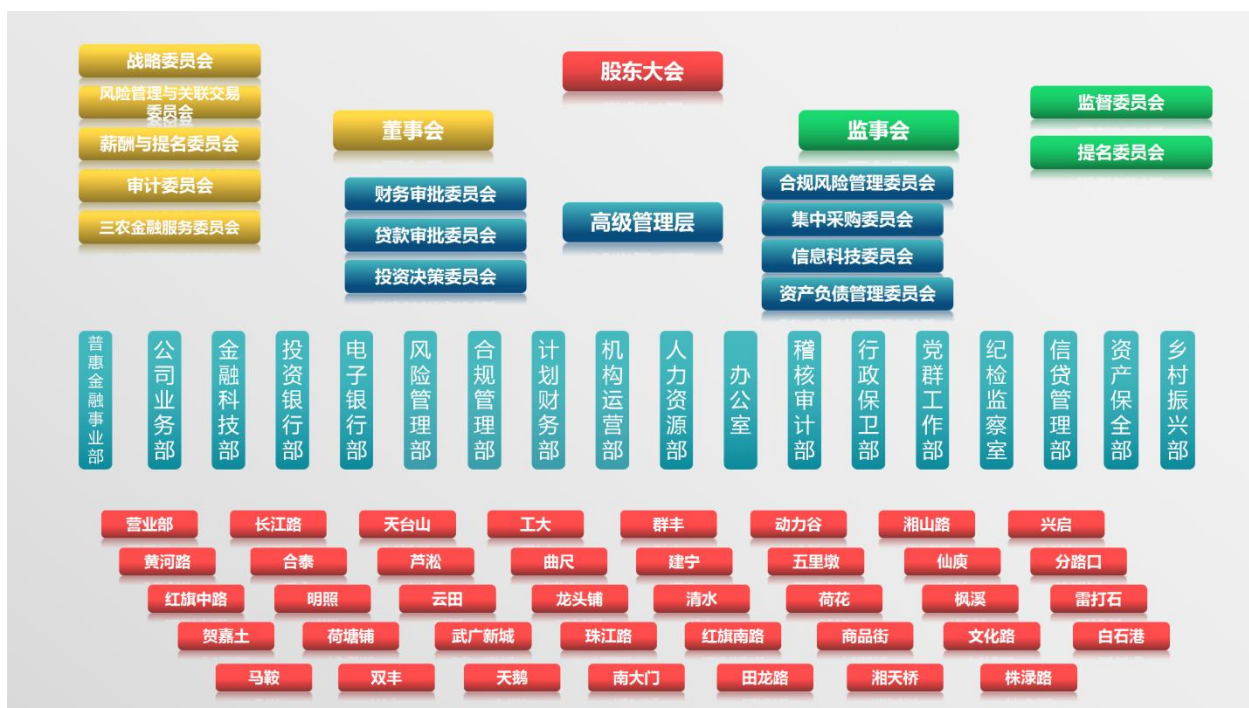 股东大会
战略委员会
风险管理与关联交易
委员会
薪酬与提名委员会
审计委员会
三农金融服务委员会
董事会
监事会
监督委员会
提名委员会
财务审批委员会
贷款审批委员会
投资决策委员会
高级管理层
合规风险管理委员会
集中采购委员会
信息科技委员会
资产负债管理委员会
普惠金融事业部
公司业务部
金融科技部
投资银行部
电子银行部
风险管理部
合规管理部
计划财务部
机构运营部
人力资源部
办公室
稽核审计部
行政保卫部
党群工作部
纪检监察室
信贷管理部
资产保全部
乡村振兴部
营业部
长江路
天台山
工大
群丰
动力谷
湘山路
兴启
黄河路
合泰
芦淞
曲尺
建宁
五里墩
仙庾
分路口
红旗中路
明照
云田
龙头铺
清水
荷花
枫溪
雷打石
贺嘉土
荷塘铺
武广新城
珠江路
红旗南路
商品街
文化路
白石港
马鞍
双丰
天鹅
南大门
田龙路
湘天桥
株渌路